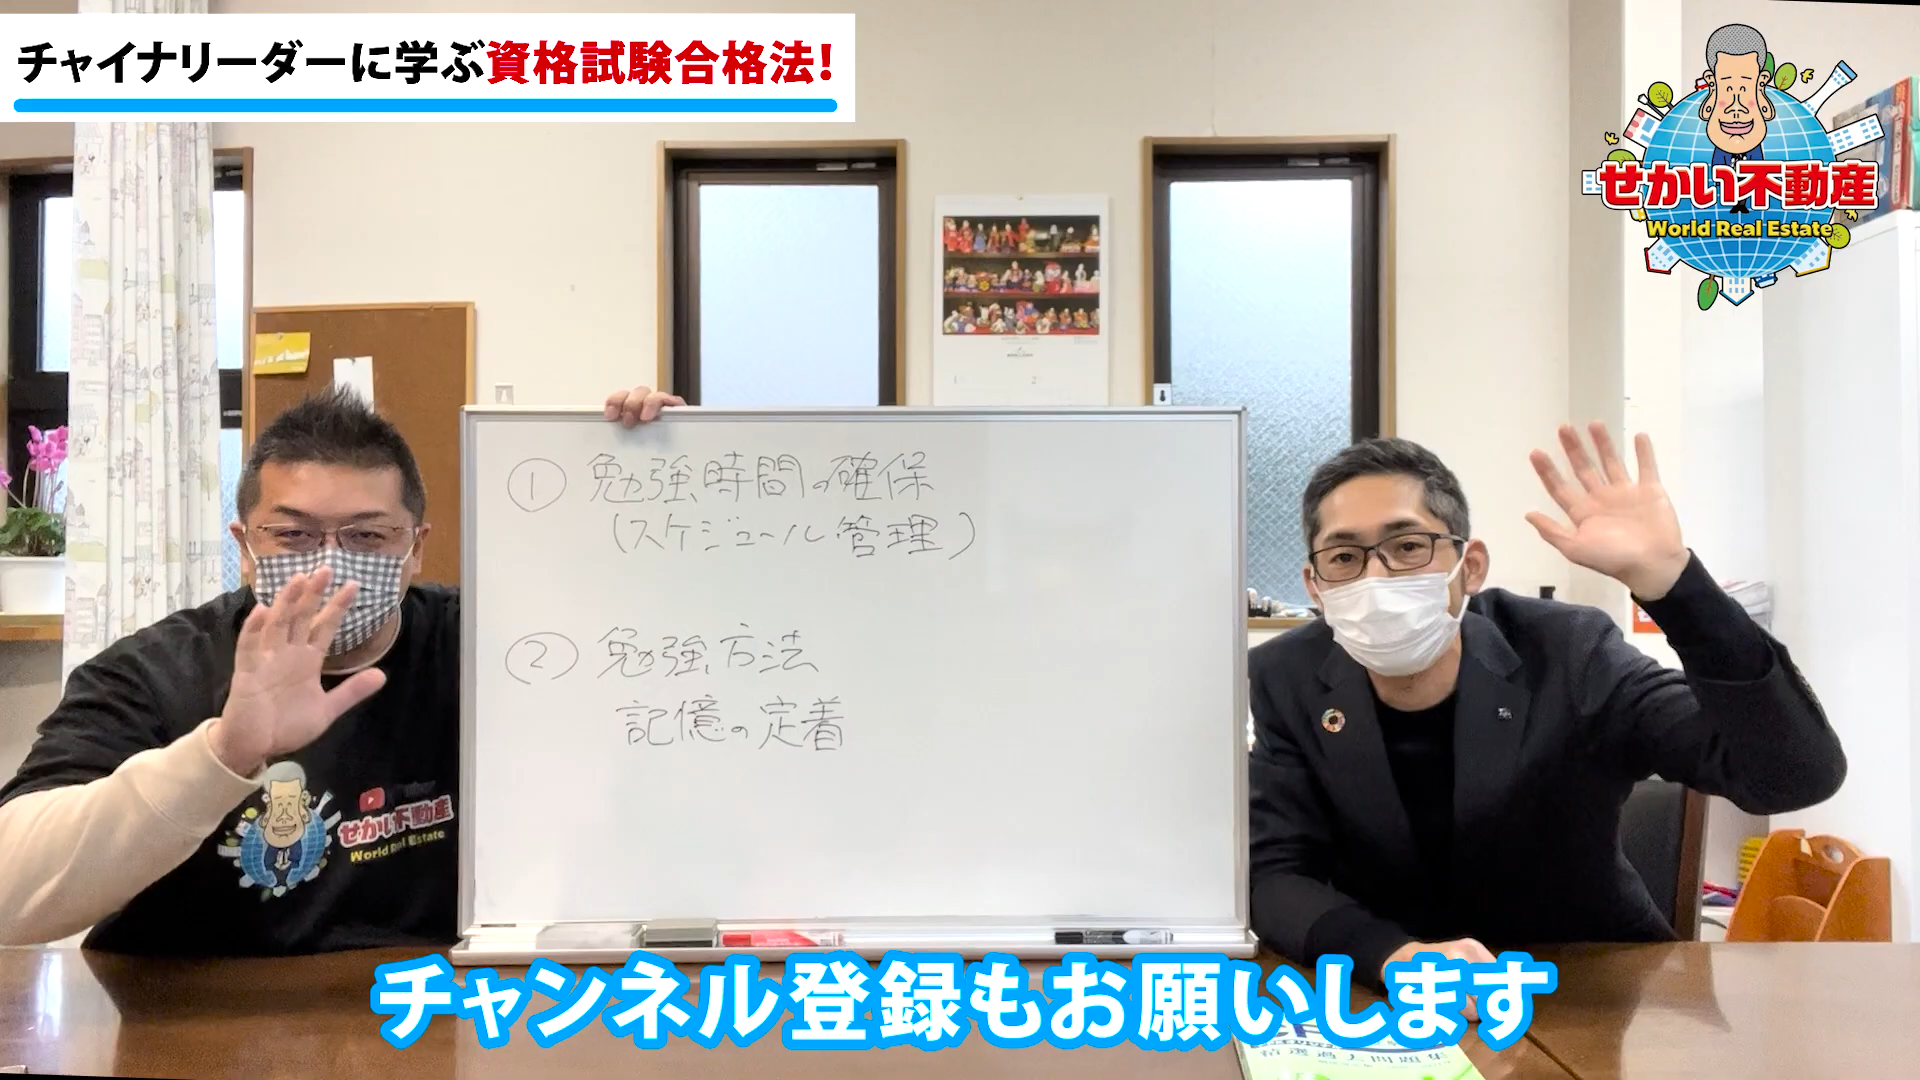 チャイナリーダーに学ぶ資格試験合格法!
せかい不動産
World Real Estate
① 勉強時間の確保
(スケジュール管理)
② 勉強方法
記憶の定着
せかい不動産
World Real Estate
チャンネル登録もお願いします